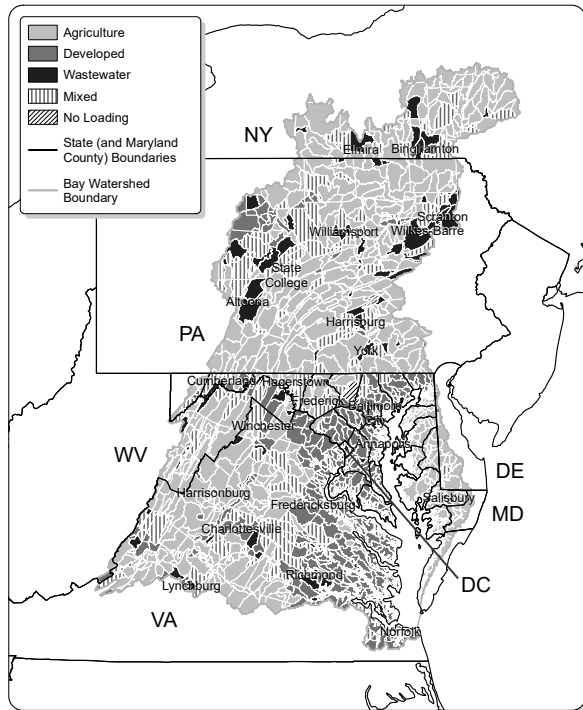 Agriculture
Developed
Wastewater
Mixed
No Loading
State (and Maryland
County) Boundaries
Bay Watershed
Boundary
NY
Elmira
Binghamton
Scranton
Wilkes-Barre
Williamsport
State
College
Altoona
PA
Harrisburg
York
Cumberland
Hagerstown
Frederick
Baltimore
City
Winchester
Annapolis
WV
DE
Harrisonburg
Salisbury
MD
Fredericksburg
Charlottesville
DC
Richmond
Lynchburg
VA
Norfolk